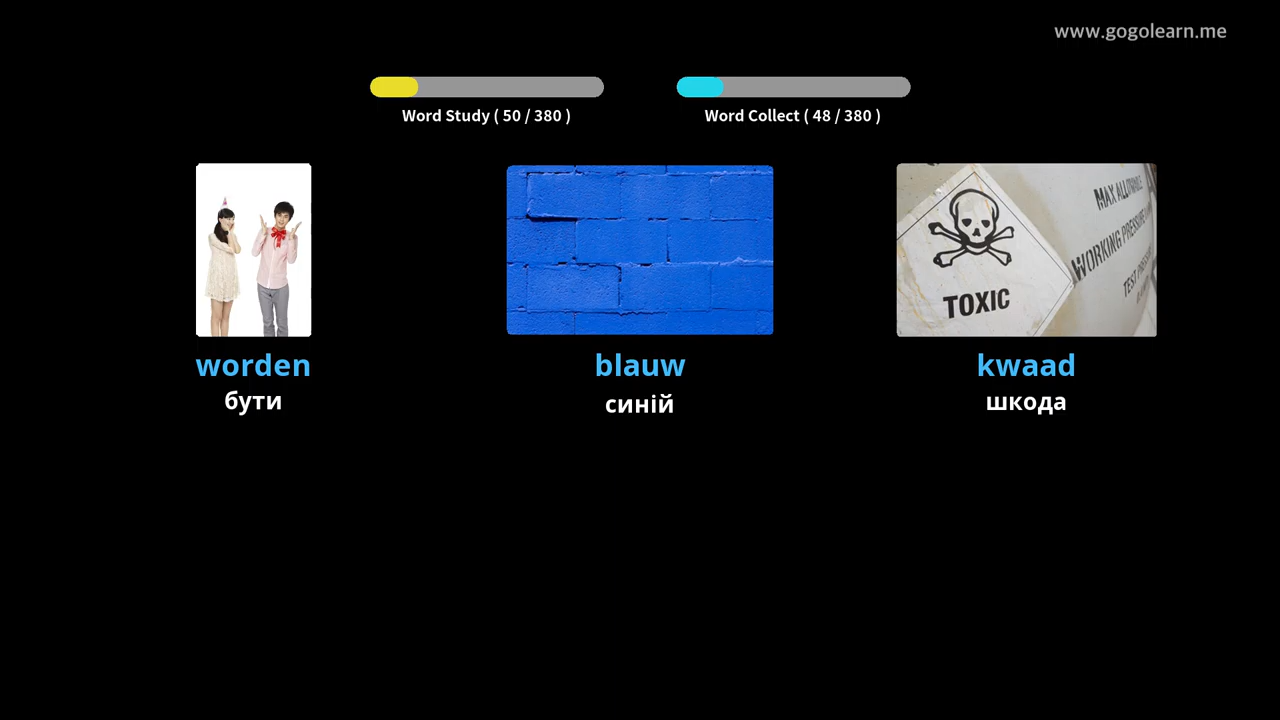 www.gogolearn.me
Word Study ( 50 / 380 )
Word Collect ( 48 / 380 )
TOXIC
MAX ALLOWABLE
WORKING PRESSURE
TEST
worden
blauw
kwaad
бути
синій
шкода